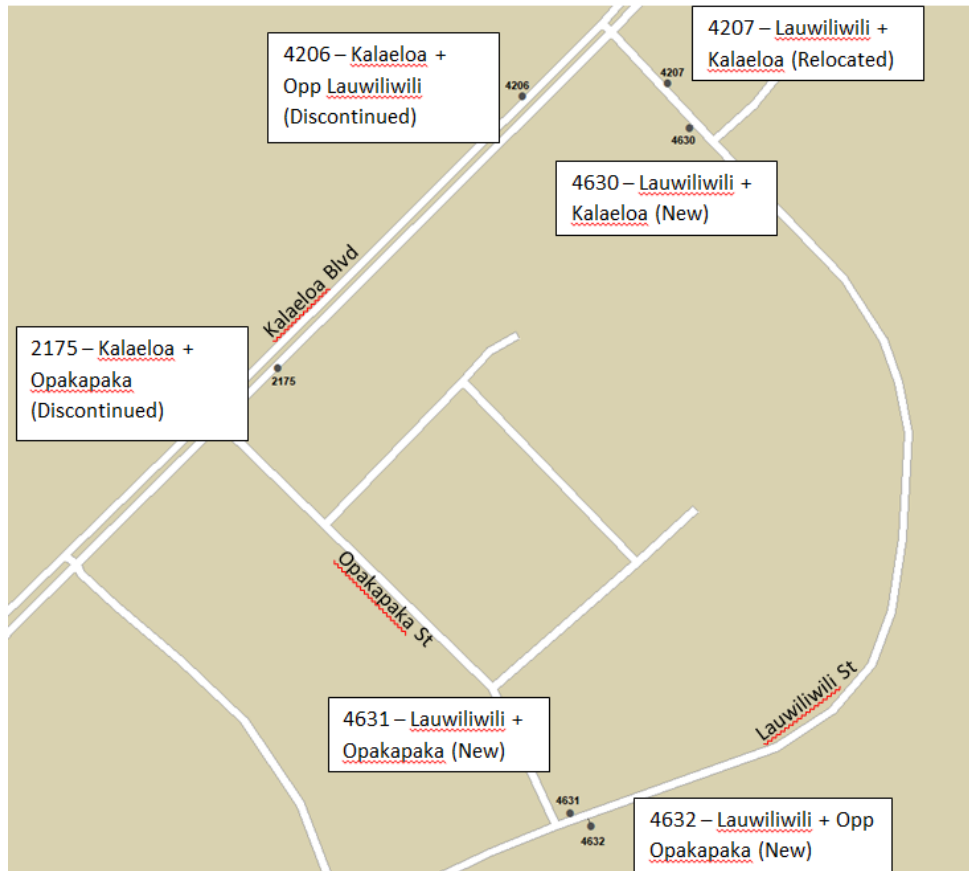 4206 – Kalaeloa +
Opp Lauwiliwili
(Discontinued)
4207 – Lauwiliwili +
Kalaeloa (Relocated)
4206
4207
4630
4630 – Lauwiliwili +
Kalaeloa (New)
Kalaeloa Blvd
2175 – Kalaeloa +
Opakapaka
(Discontinued)
2175
Opakapaka St
Lauwiliwili St
4631 – Lauwiliwili +
Opakapaka (New)
4631
4632
4632 – Lauwiliwili + Opp
Opakapaka (New)